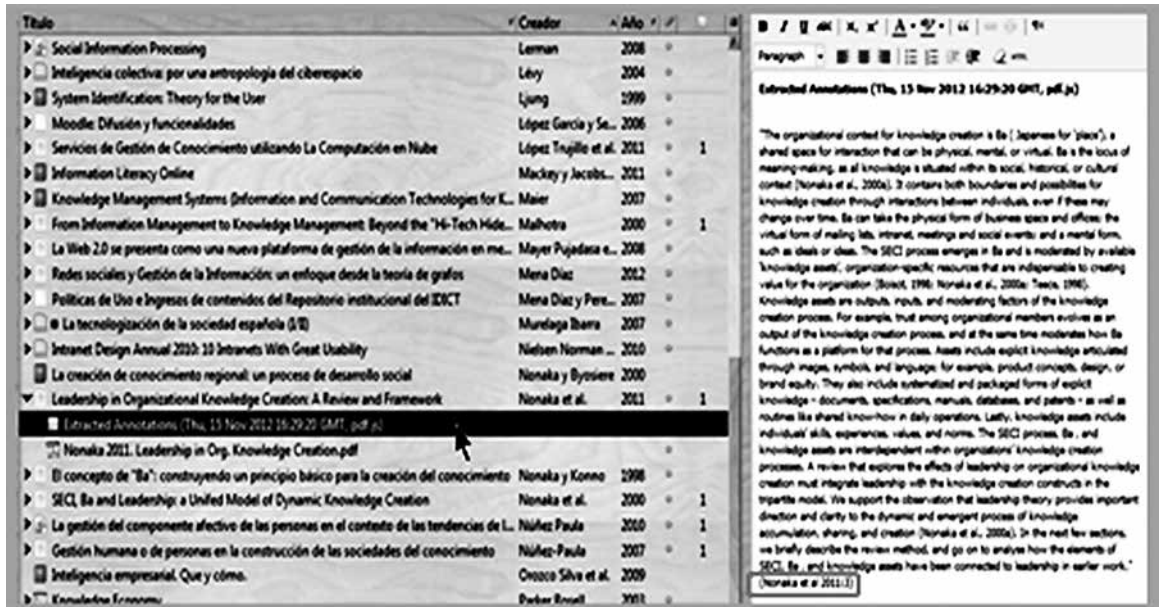 Título Creador Año
Social Information Processing Lerman 2008
Inteligencia colectiva: por una antropología del ciberespacio Lévy 2004
System Identification: Theory for the User Ljung 1999
Moodle: Difusión y funcionalidades López García y Se... 2006
Servicios de Gestión de Conocimiento utilizando La Computación en Nube López Trujillo et al. 2011 1
Information Literacy Online Mackey y Jacobs... 2011
Knowledge Management Systems (Information and Communication Technologies for K... Maier 2007
From Information Management to Knowledge Management: Beyond the "Hi-Tech Hide... Malhotra 2000 1
La Web 2.0 se presenta como una nueva plataforma de gestión de la información en me... Mayer Pujadasa e... 2008
Redes sociales y Gestión de la Información: un enfoque desde la teoría de grafos Mena Díaz 2012
Políticas de Uso e Ingresos de contenidos del Repositorio institucional del IDICT Mena Díaz y Pere... 2007
La tecnologización de la sociedad española (I/II) Murelaga Ibarra 2007
Intranet Design Annual 2010: 10 Intranets With Great Usability Nielsen Norman ... 2010
La creación de conocimiento regional: un proceso de desarrollo social Nonaka y Byosiere 2000
Leadership in Organizational Knowledge Creation: A Review and Framework Nonaka et al. 2011 1
Extracted Annotations (Thu, 15 Nov 2012 16:29:20 GMT, pdf.js)
Nonaka 2011. Leadership in Org. Knowledge Creation.pdf
El concepto de "Ba": construyendo un principio básico para la creación del conocimiento Nonaka y Konno 1998
SECI, Ba and Leadership: a Unifed Model of Dynamic Knowledge Creation Nonaka et al. 2000 1
La gestión del componente afectivo de las personas en el contexto de las tendencias de l... Núñez Paula 2010 1
Gestión humana o de personas en la construcción de las sociedades del conocimiento Núñez-Paula 2007 1
Inteligencia empresarial. Que y cómo. Orozco Silva et al. 2009
Knowledge Economy Parker Rosell 2003
B I U ABC X, X' A
Paragraph
Extracted Annotations (Thu, 15 Nov 2012 16:29:20 GMT, pdf.js)
"The organizational context for knowledge creation is Ba ( Japanese for 'place'), a
shared space for interaction that can be physical, mental, or virtual. Ba is the locus of
meaning-making, as all knowledge is situated within its social, historical, or cultural
context (Nonaka et al., 2000a). It contains both boundaries and possibilities for
knowledge creation through interactions between individuals, even if these may
change over time. Ba can take the physical form of business space and offices; the
virtual form of mailing lists, intranet, meetings and social events; and a mental form,
such as ideals or ideas. The SECI process emerges in Ba and is moderated by available
'knowledge assets', organization-specific resources that are indispensable to creating
value for the organization (Boisot, 1998; Nonaka et al., 2000a; Teece, 1998).
Knowledge assets are outputs, inputs, and moderating factors of the knowledge
creation process. For example, trust among organizational members evolves as an
output of the knowledge creation process, and at the same time moderates how Ba
functions as a platform for that process. Assets include explicit knowledge articulated
through images, symbols, and language; for example, product concepts, design, or
brand equity. They also include systematized and packaged forms of explicit
knowledge - documents, specifications, manuals, databases, and patents - as well as
routines like shared know-how in daily operations. Lastly, knowledge assets include
individuals' skills, experiences, values, and norms. The SECI process, Ba , and
knowledge assets are interdependent within organizations' knowledge creation
processes. A review that explores the effects of leadership on organizational knowledge
creation must integrate leadership with the knowledge creation constructs in the
tripartite model. We support the observation that leadership theory provides important
direction and clarity to the dynamic and emergent process of knowledge
accumulation, sharing, and creation (Nonaka et al., 2000a). In the next few sections,
we briefly describe the review method, and go on to analyse how the elements of
SECI, Ba , and knowledge assets have been connected to leadership in earlier work."
(Nonaka et al 2011:3)